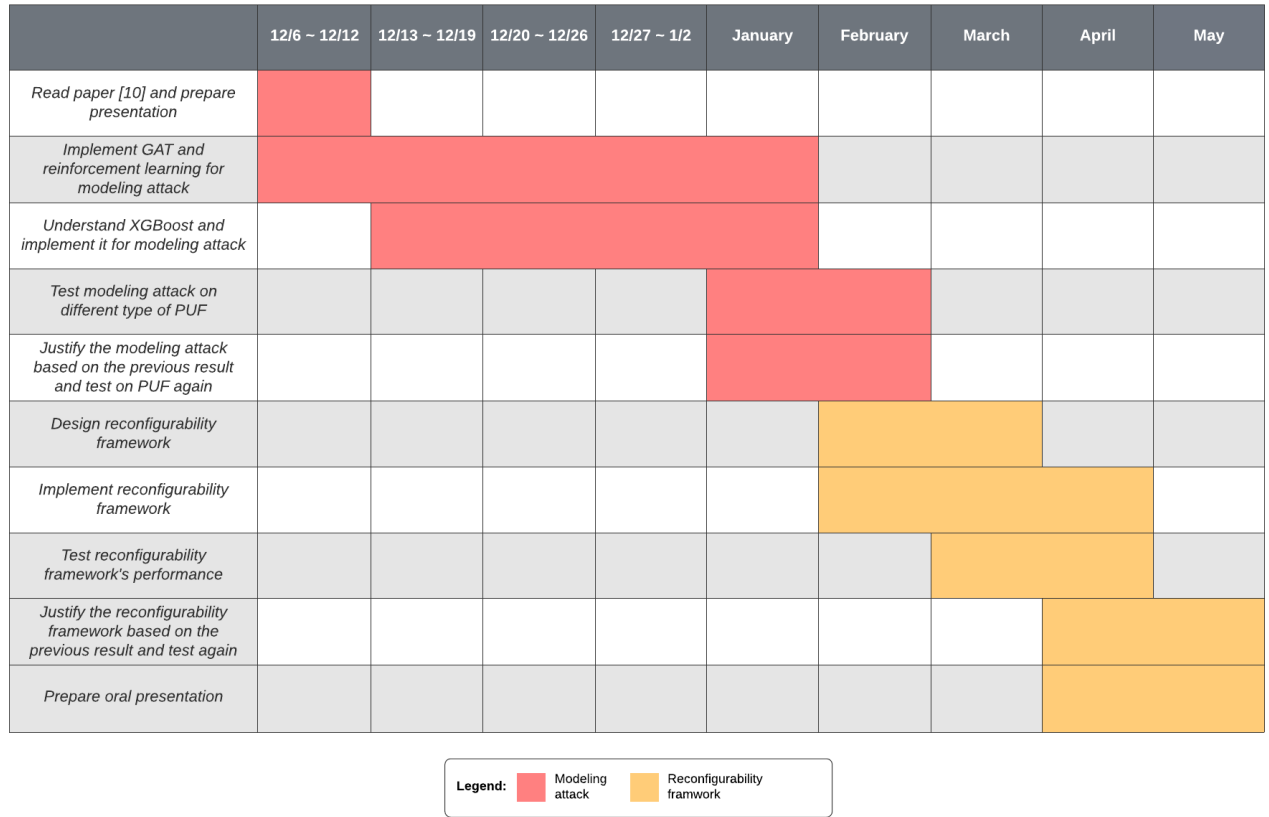 12/6 ~ 12/12 12/13 ~ 12/19 12/20 ~ 12/26 12/27 ~ 1/2 January February March April May
Read paper [10] and prepare
presentation
Implement GAT and
reinforcement learning for
modeling attack
Understand XGBoost and
implement it for modeling attack
Test modeling attack on
different type of PUF
Justify the modeling attack
based on the previous result
and test on PUF again
Design reconfigurability
framework
Implement reconfigurability
framework
Test reconfigurability
framework's performance
Justify the reconfigurability
framework based on the
previous result and test again
Prepare oral presentation
Legend:
Modeling
attack
Reconfigurability
framwork